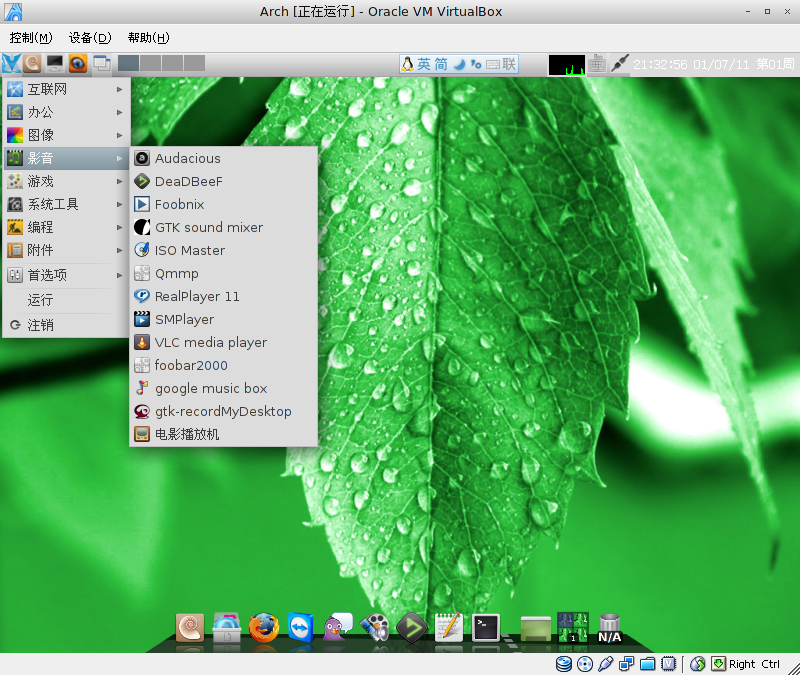 Arch [正在运行] - Oracle VM VirtualBox
控制(M) 设备(D) 帮助(H)
英 简 联 21:32:56 01/07/11 第01周
互联网
办公
图像
影音
游戏
系统工具
编程
附件
首选项
运行
注销
Audacious
DeaDBeeF
Foobnix
GTK sound mixer
ISO Master
Qmmp
RealPlayer 11
SMPlayer
VLC media player
foobar2000
google music box
gtk-recordMyDesktop
电影播放机
1
N/A
Right Ctrl